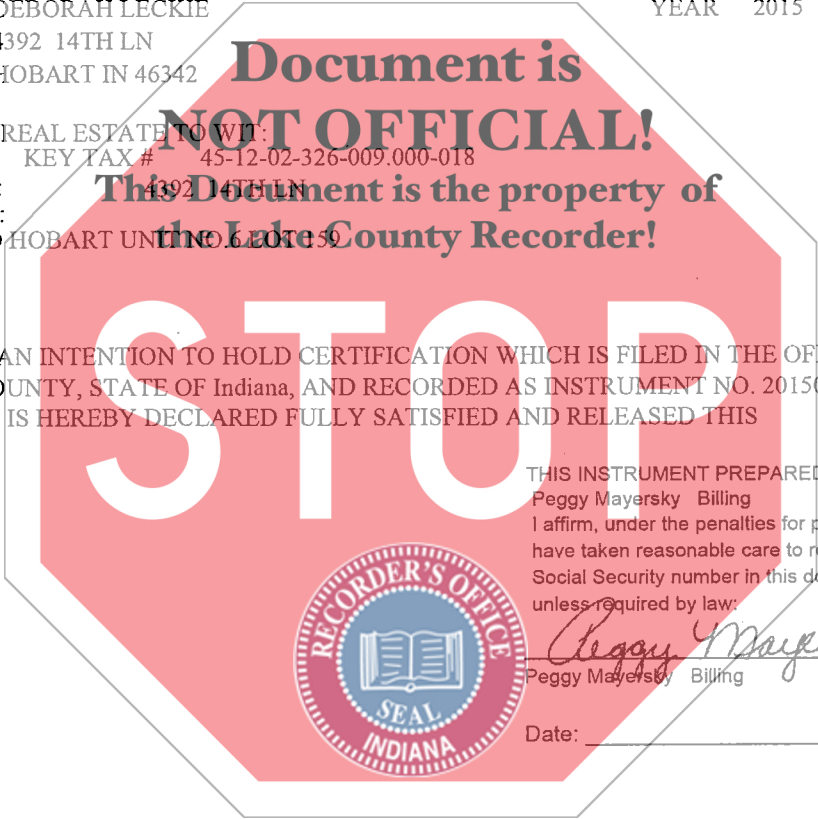 DEBORAH LECKIE YEAR 2015
4392 14TH LN
HOBART IN 46342
Document is
NOT OFFICIAL!
REAL ESTATE TO WIT:
KEY TAX # 45-12-02-326-009.000-018
This Document is the property of
: 4392 14TH LN
:
the Lake County Recorder!
HOBART UNIT NO.6 LOT 159
STOP
AN INTENTION TO HOLD CERTIFICATION WHICH IS FILED IN THE OF
OUNTY, STATE OF Indiana, AND RECORDED AS INSTRUMENT NO. 2015
IS HEREBY DECLARED FULLY SATISFIED AND RELEASED THIS
THIS INSTRUMENT PREPARED
Peggy Mayersky Billing
I affirm, under the penalties for p
have taken reasonable care to r
Social Security number in this d
unless required by law:
Peggy Maye
Peggy Mayersky Billing
Date:
RECORDER'S OFFICE
SEAL
INDIANA